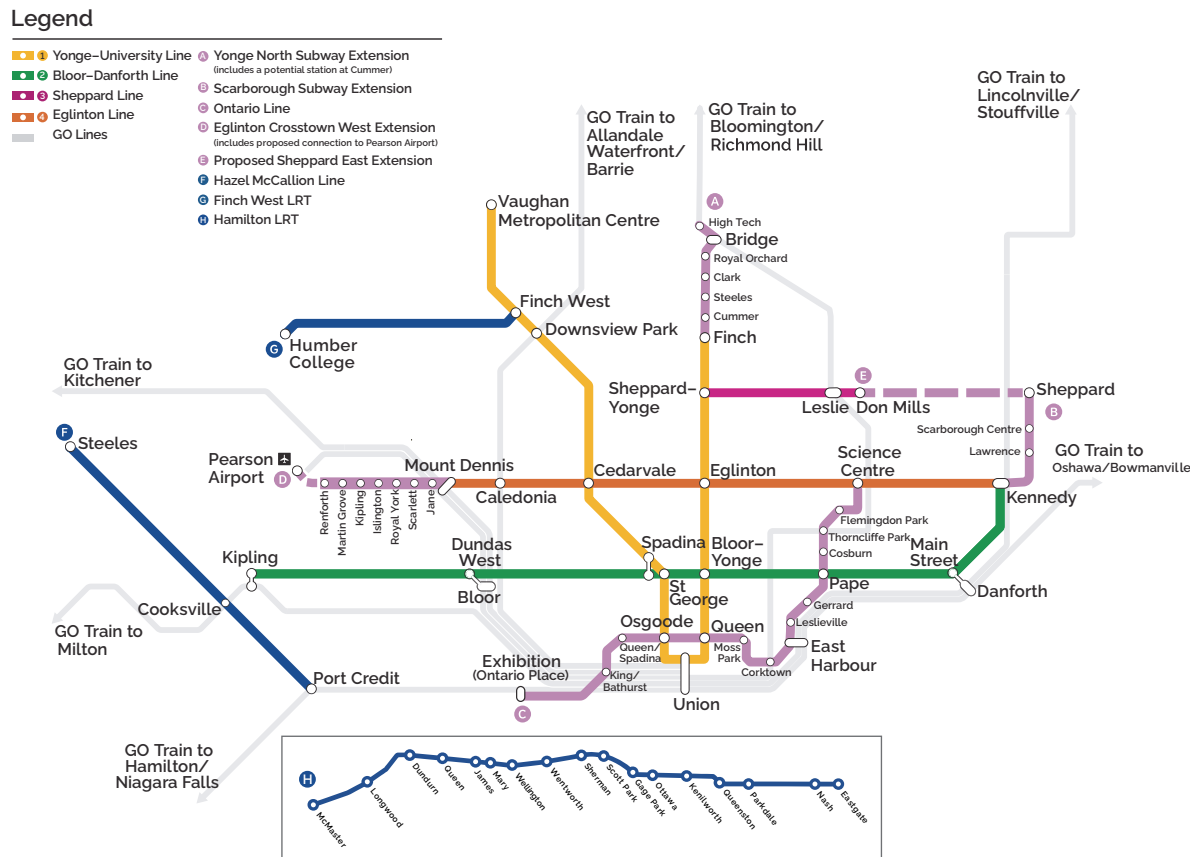 Legend
1 Yonge–University Line
2 Bloor–Danforth Line
3 Sheppard Line
4 Eglinton Line
GO Lines
A Yonge North Subway Extension
(includes a potential station at Cummer)
B Scarborough Subway Extension
C Ontario Line
D Eglinton Crosstown West Extension
(includes proposed connection to Pearson Airport)
E Proposed Sheppard East Extension
F Hazel McCallion Line
G Finch West LRT
H Hamilton LRT
GO Train to
Allandale
Waterfront/
Barrie
GO Train to
Bloomington/
Richmond Hill
GO Train to
Lincolnville/
Stouffville
Vaughan
Metropolitan Centre
A
High Tech
Bridge
Royal Orchard
Clark
Steeles
Cummer
Finch
Finch West
Downsview Park
G
Humber
College
GO Train to
Kitchener
Sheppard–
Yonge
Leslie
E
Don Mills
Sheppard
B
Scarborough Centre
Lawrence
GO Train to
Oshawa/Bowmanville
F
Steeles
Pearson
Airport
D
Renforth
Martin Grove
Kipling
Islington
Royal York
Scarlett
Jane
Mount Dennis
Caledonia
Cedarvale
Eglinton
Science
Centre
Kennedy
Flemingdon Park
Thorncliffe Park
Cosburn
Kipling
Dundas
West
Bloor
Spadina
St
George
Bloor–
Yonge
Pape
Main
Street
Danforth
Cooksville
GO Train to
Milton
Gerrard
Leslieville
East
Harbour
Osgoode
Queen
Queen/
Spadina
Moss
Park
Corktown
Exhibition
(Ontario Place)
King/
Bathurst
C
Union
Port Credit
GO Train to
Hamilton/
Niagara Falls
H
McMaster
Longwood
Dundurn
Queen
James
Mary
Wellington
Wentworth
Sherman
Scott Park
Gage Park
Ottawa
Kenilworth
Queenston
Parkdale
Nash
Eastgate